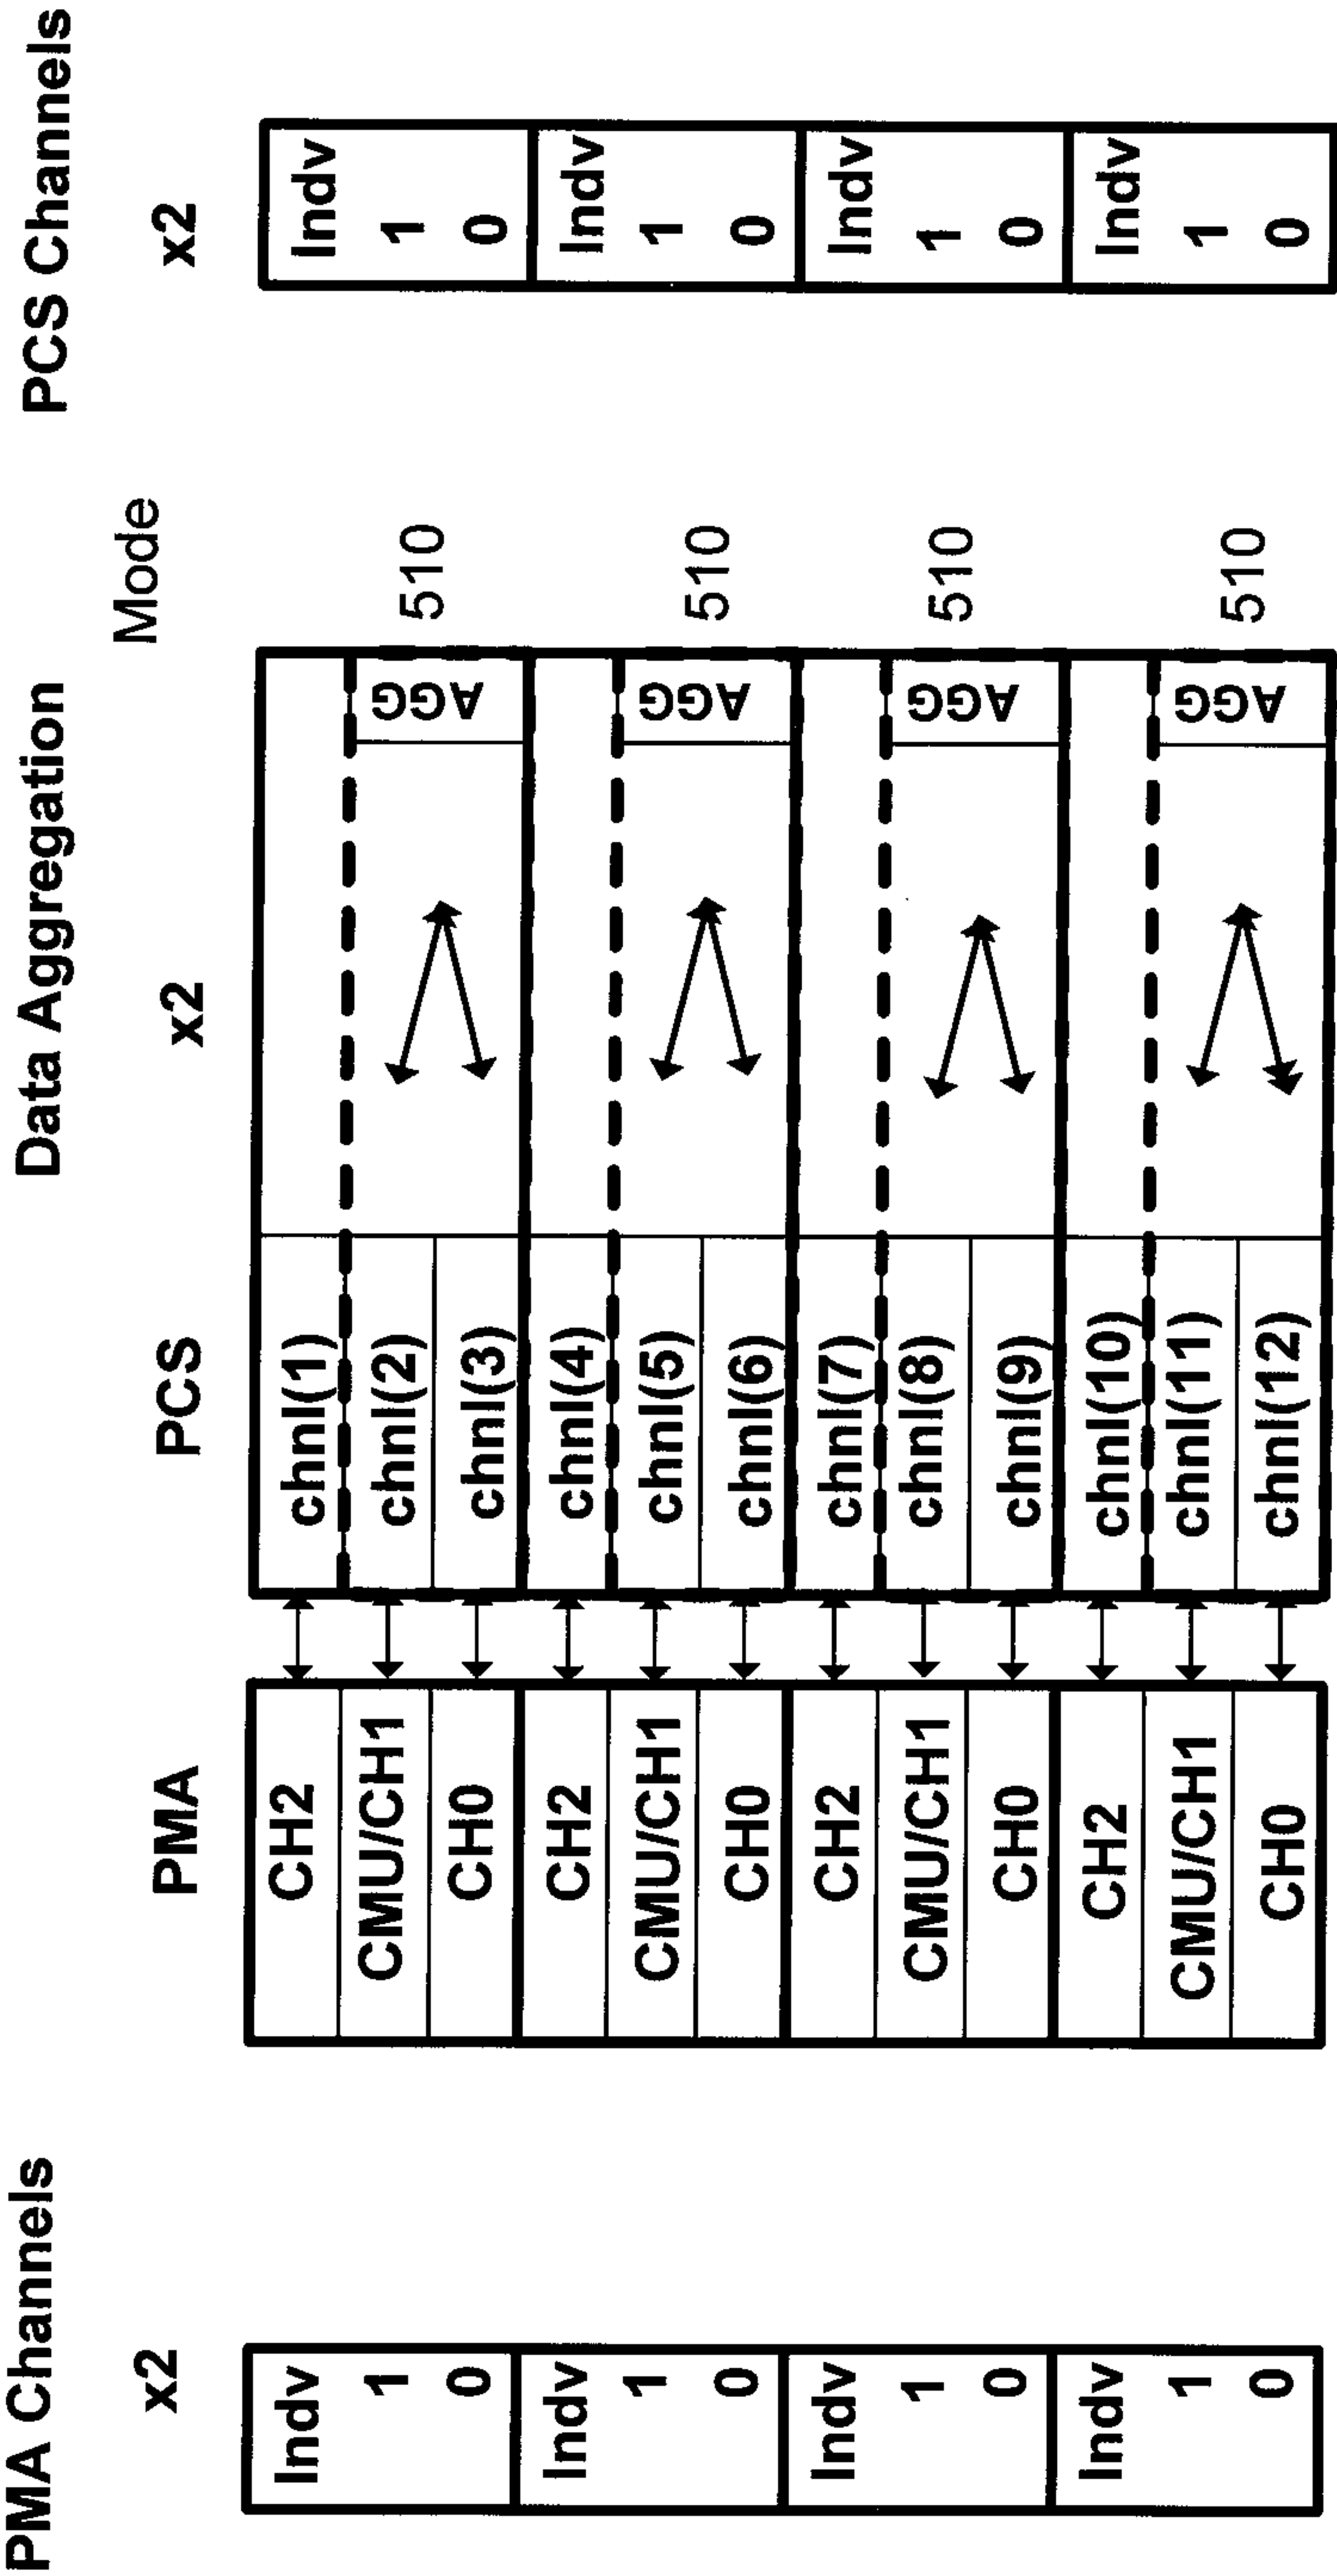 PMA Channels Data Aggregation PCS Channels
x2 PMA PCS x2 Mode x2
Indv CH2 chnl(1) Indv
1 CMU/CH1 chnl(2) AGG 510 1
0 CH0 chnl(3) 0
Indv CH2 chnl(4) Indv
1 CMU/CH1 chnl(5) AGG 510 1
0 CH0 chnl(6) 0
Indv CH2 chnl(7) Indv
1 CMU/CH1 chnl(8) AGG 510 1
0 CH0 chnl(9) 0
Indv CH2 chnl(10) Indv
1 CMU/CH1 chnl(11) AGG 510 1
0 CH0 chnl(12) 0